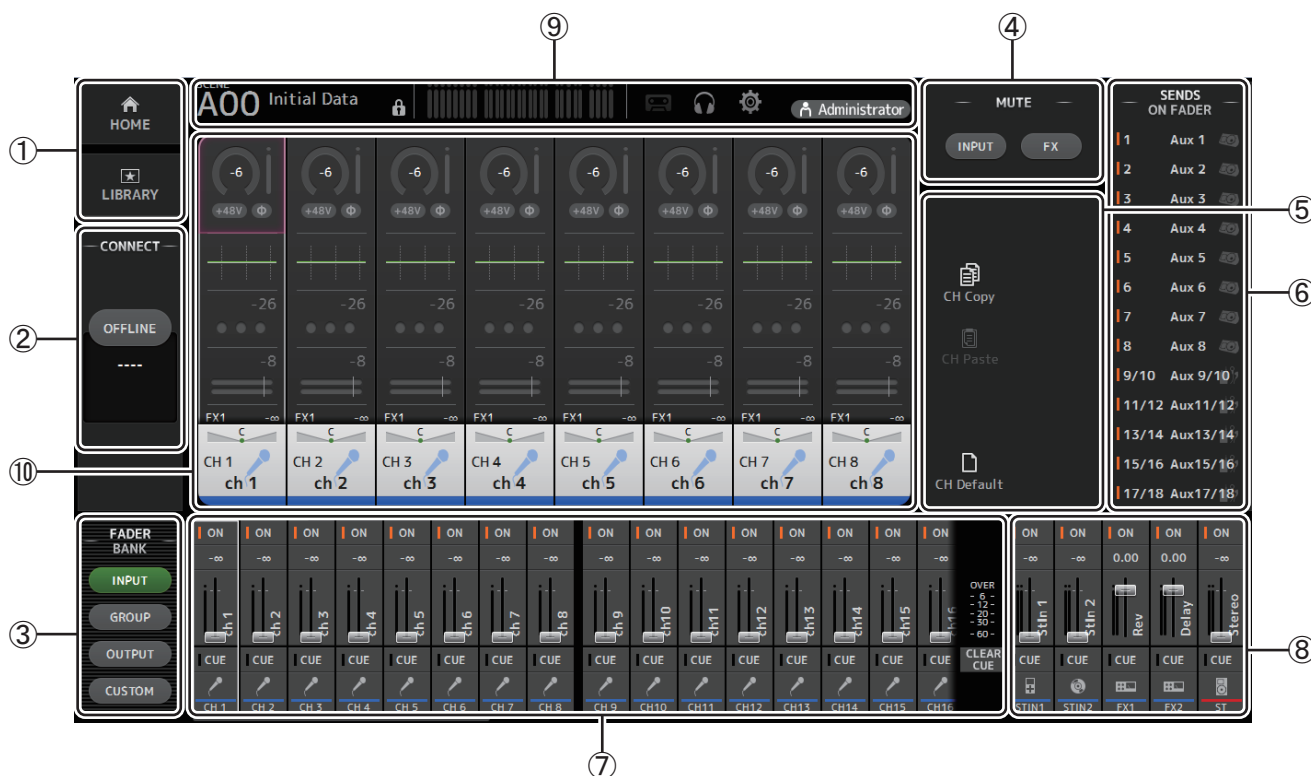 ⑨
④
HOME
LIBRARY
①
SCENE
A00 Initial Data
Administrator
MUTE
INPUT FX
SENDS
ON FADER
1 Aux 1
2 Aux 2
3 Aux 3
4 Aux 4
5 Aux 5
6 Aux 6
7 Aux 7
8 Aux 8
9/10 Aux 9/10
11/12 Aux11/12
13/14 Aux13/14
15/16 Aux15/16
17/18 Aux17/18
⑤
⑥
CONNECT
OFFLINE
----
②
⑩
-6 -6 -6 -6 -6 -6 -6 -6
+48V Φ +48V Φ +48V Φ +48V Φ +48V Φ +48V Φ +48V Φ +48V Φ
-26 -26 -26 -26 -26 -26 -26 -26
-8 -8 -8 -8 -8 -8 -8 -8
FX1 -∞ FX1 -∞ FX1 -∞ FX1 -∞ FX1 -∞ FX1 -∞ FX1 -∞ FX1 -∞
C C C C C C C C
CH 1 CH 2 CH 3 CH 4 CH 5 CH 6 CH 7 CH 8
ch 1 ch 2 ch 3 ch 4 ch 5 ch 6 ch 7 ch 8
CH Copy
CH Paste
CH Default
FADER
BANK
INPUT
GROUP
OUTPUT
CUSTOM
③
ON ON ON ON ON ON ON ON ON ON ON ON ON ON ON ON
-∞ -∞ -∞ -∞ -∞ -∞ -∞ -∞ -∞ -∞ -∞ -∞ -∞ -∞ -∞ -∞
ch 1 ch 2 ch 3 ch 4 ch 5 ch 6 ch 7 ch 8 ch 9 ch10 ch11 ch12 ch13 ch14 ch15 ch16
CUE CUE CUE CUE CUE CUE CUE CUE CUE CUE CUE CUE CUE CUE CUE CUE
CH 1 CH 2 CH 3 CH 4 CH 5 CH 6 CH 7 CH 8 CH 9 CH10 CH11 CH12 CH13 CH14 CH15 CH16
OVER
- 6 -
-12-
-20-
-30-
-60-
CLEAR
CUE
ON ON ON ON ON
-∞ -∞ 0.00 0.00 -∞
StIn 1 StIn 2 Rev Delay Stereo
CUE CUE CUE CUE CUE
STIN1 STIN2 FX1 FX2 ST
⑧
⑦